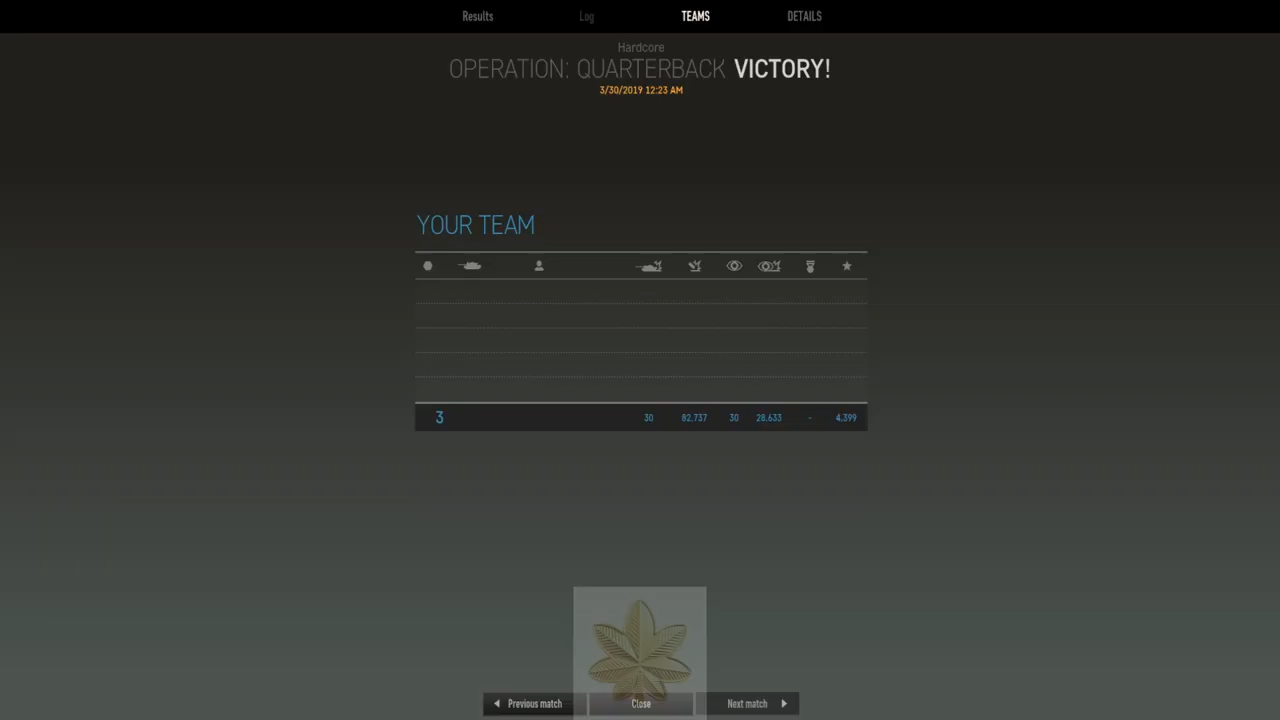 Results Log TEAMS DETAILS
Hardcore
OPERATION: QUARTERBACK VICTORY!
3/30/2019 12:23 AM
YOUR TEAM
3 30 82,737 30 28,633 - 4,399
Previous match Close Next match